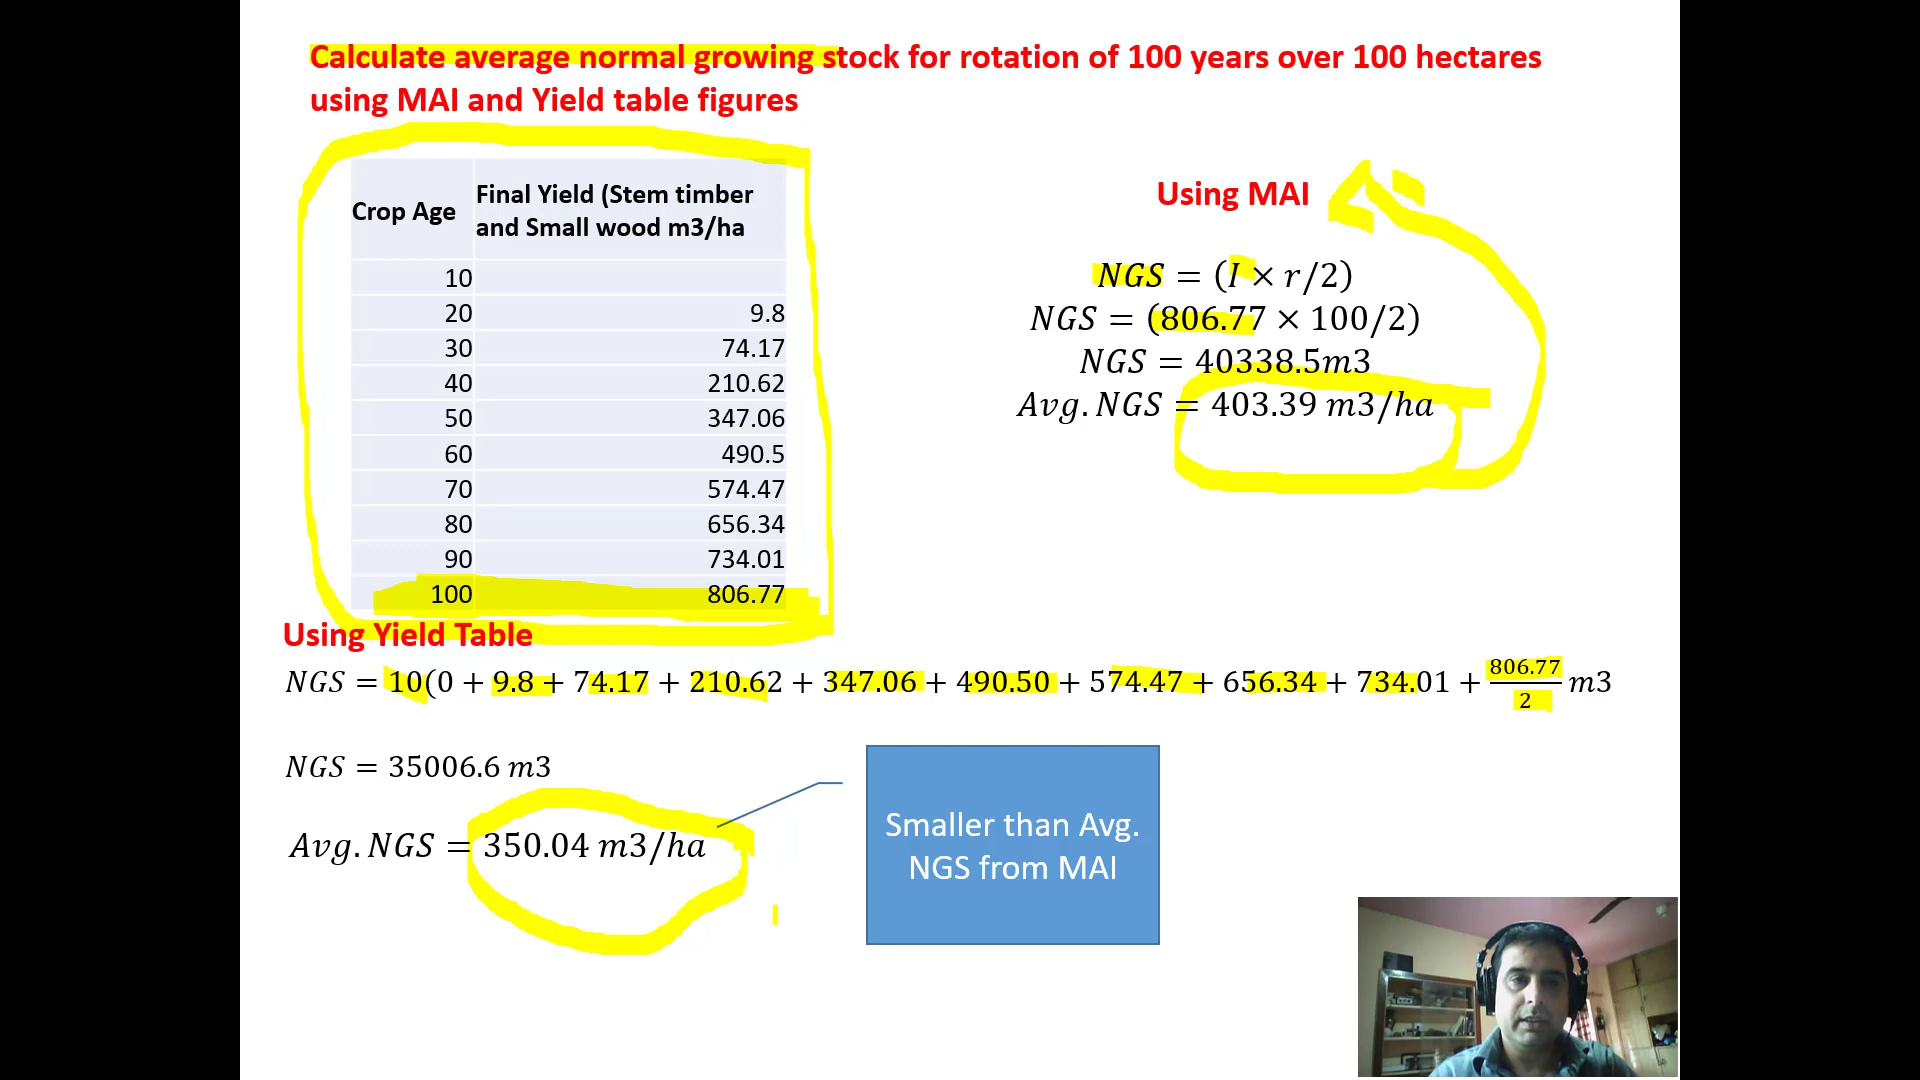 Calculate average normal growing stock for rotation of 100 years over 100 hectares
using MAI and Yield table figures
Crop Age
Final Yield (Stem timber
and Small wood m3/ha
10
20 9.8
30 74.17
40 210.62
50 347.06
60 490.5
70 574.47
80 656.34
90 734.01
100 806.77
Using MAI
NGS = (I × r/2)
NGS = (806.77 × 100/2)
NGS = 40338.5m3
Avg. NGS = 403.39 m3/ha
Using Yield Table
NGS = 10(0 + 9.8 + 74.17 + 210.62 + 347.06 + 490.50 + 574.47 + 656.34 + 734.01 + 806.77/2 m3
NGS = 35006.6 m3
Avg. NGS = 350.04 m3/ha
Smaller than Avg.
NGS from MAI